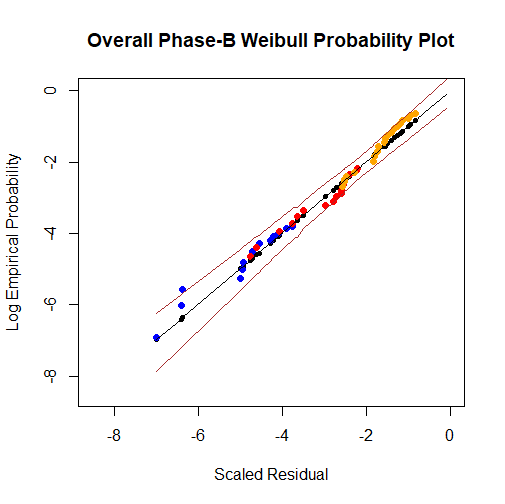 Overall Phase-B Weibull Probability Plot
Log Empirical Probability
0
-2
-4
-6
-8
-8 -6 -4 -2 0
Scaled Residual